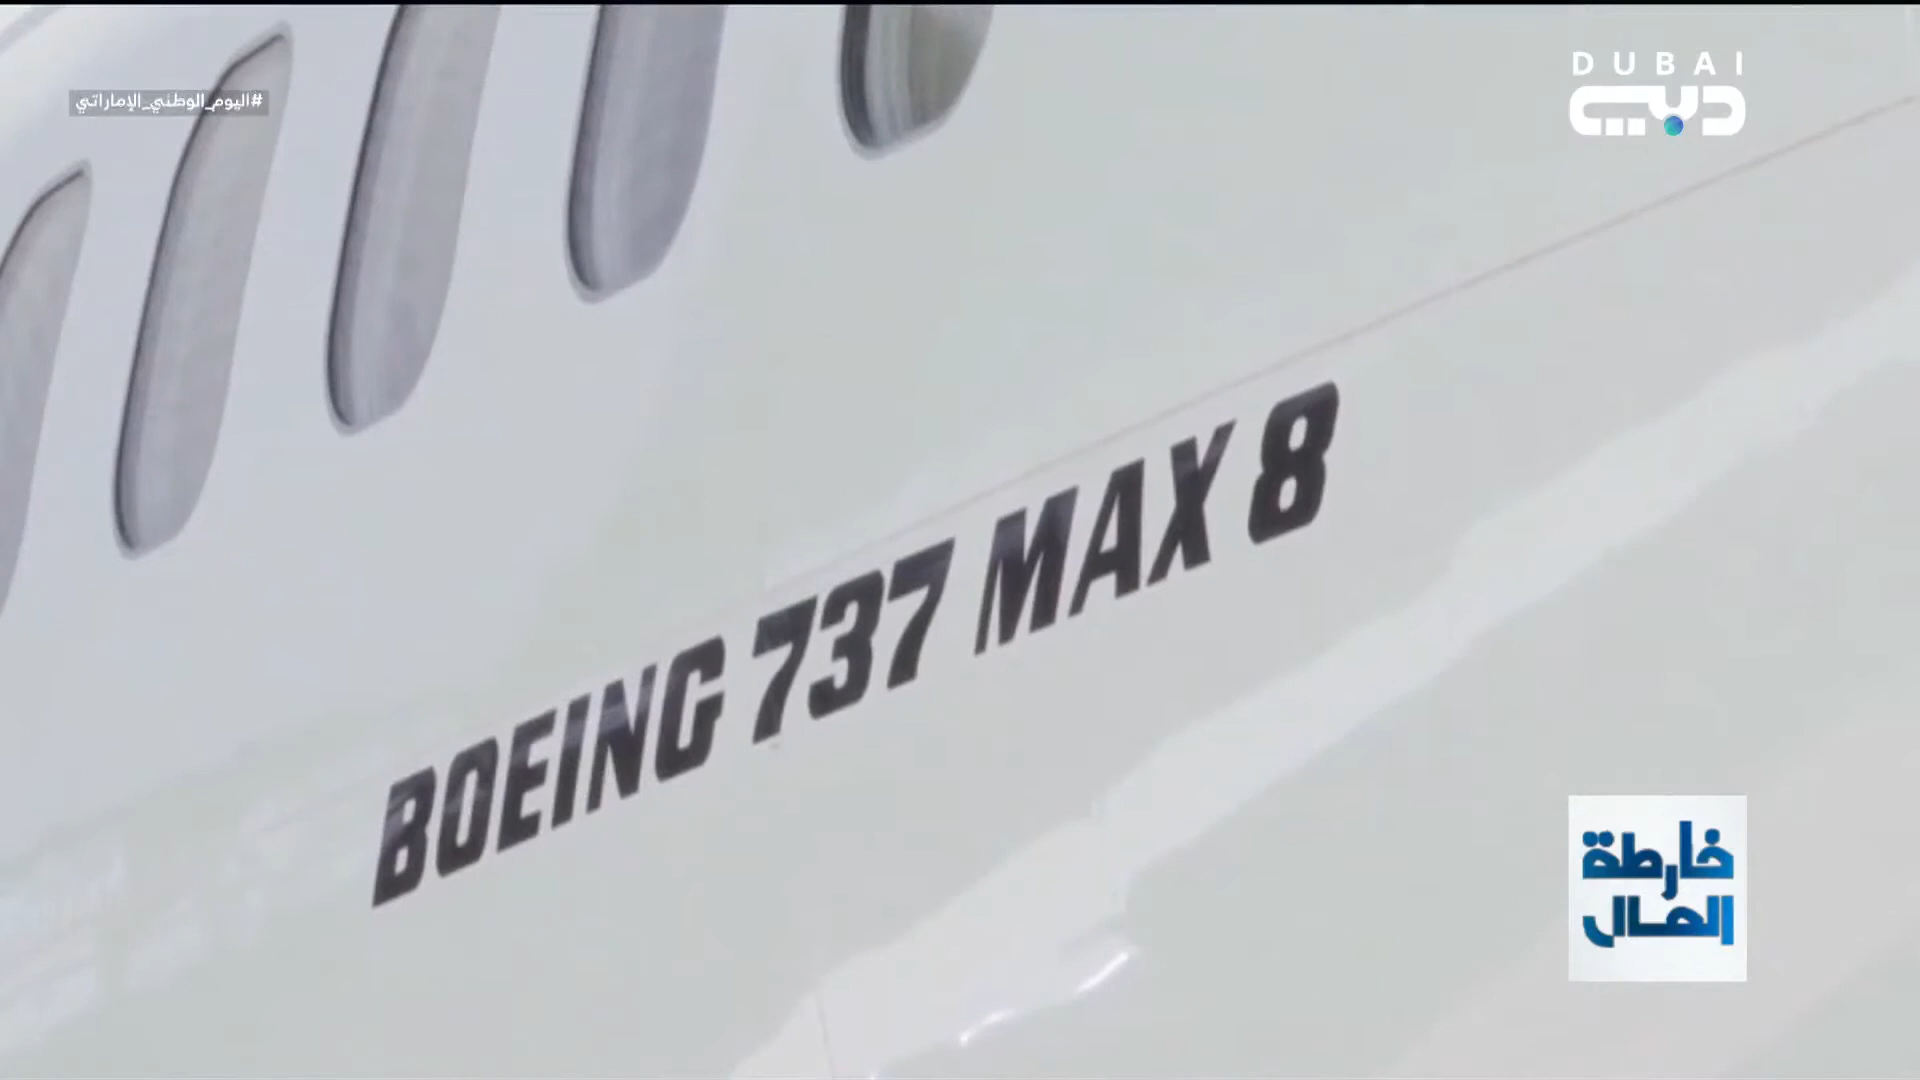 DUBAI
دبي
#اليوم_الوطني_الإماراتي
BOEING 737 MAX 8
خارطة
المال